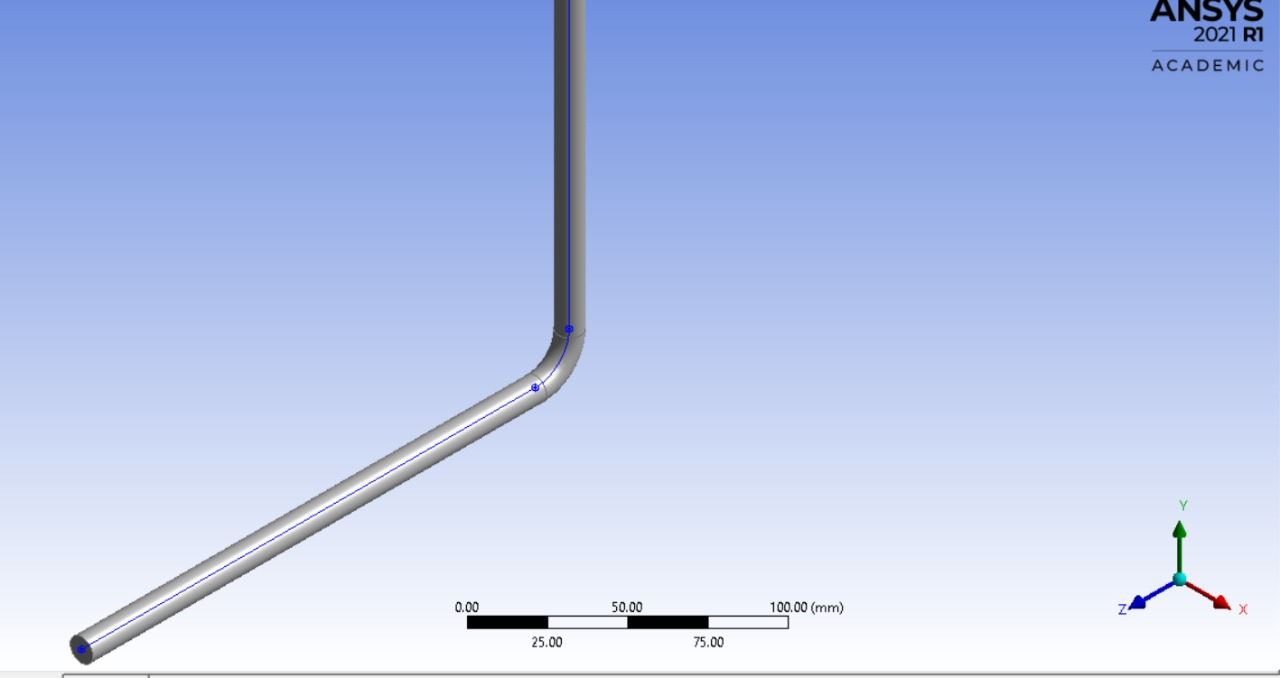 ANSYS
2021 R1
ACADEMIC
Y
0.00 50.00 100.00 (mm)
Z X
25.00 75.00